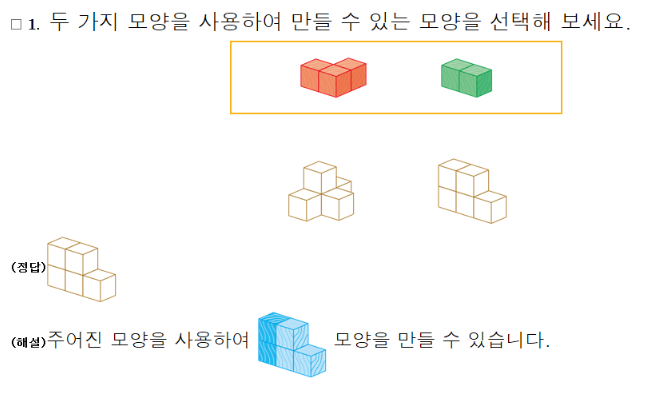 □ 1. 두 가지 모양을 사용하여 만들 수 있는 모양을 선택해 보세요.
(정답)
(해설)주어진 모양을 사용하여 모양을 만들 수 있습니다.